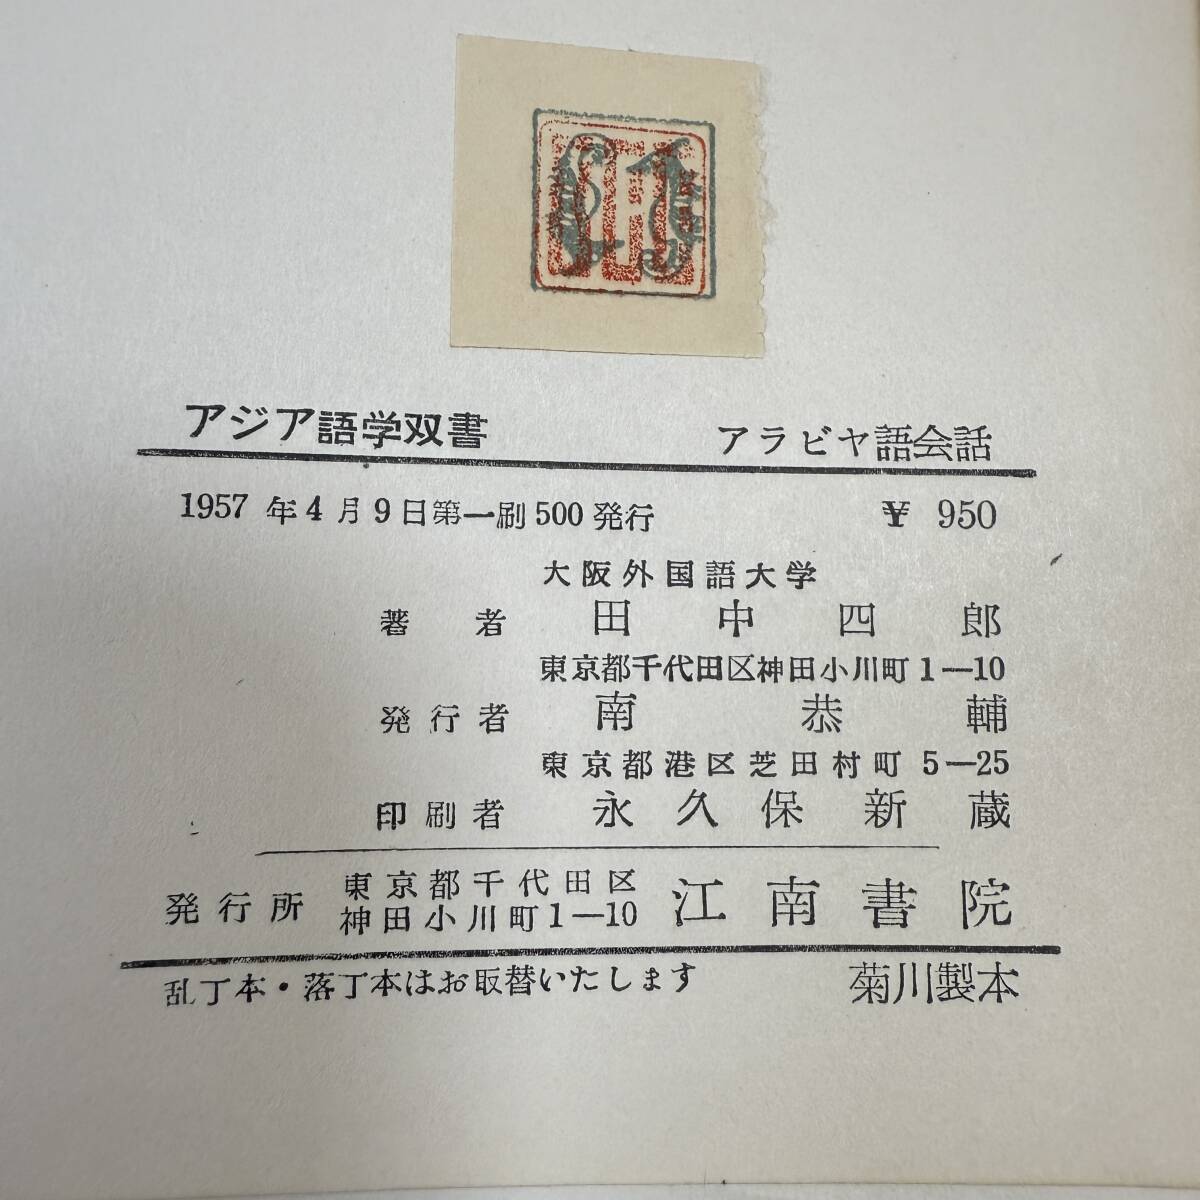 アジア語学双書 アラビヤ語会話
1957年4月9日第一刷500発行 ¥ 950
大阪外国語大学
著者 田中四郎
東京都千代田区神田小川町1—10
発行者 南恭輔
東京都港区芝田村町5—25
印刷者 永久保新蔵
発行所 東京都千代田区神田小川町1—10 江南書院
乱丁本・落丁本はお取替いたします 菊川製本